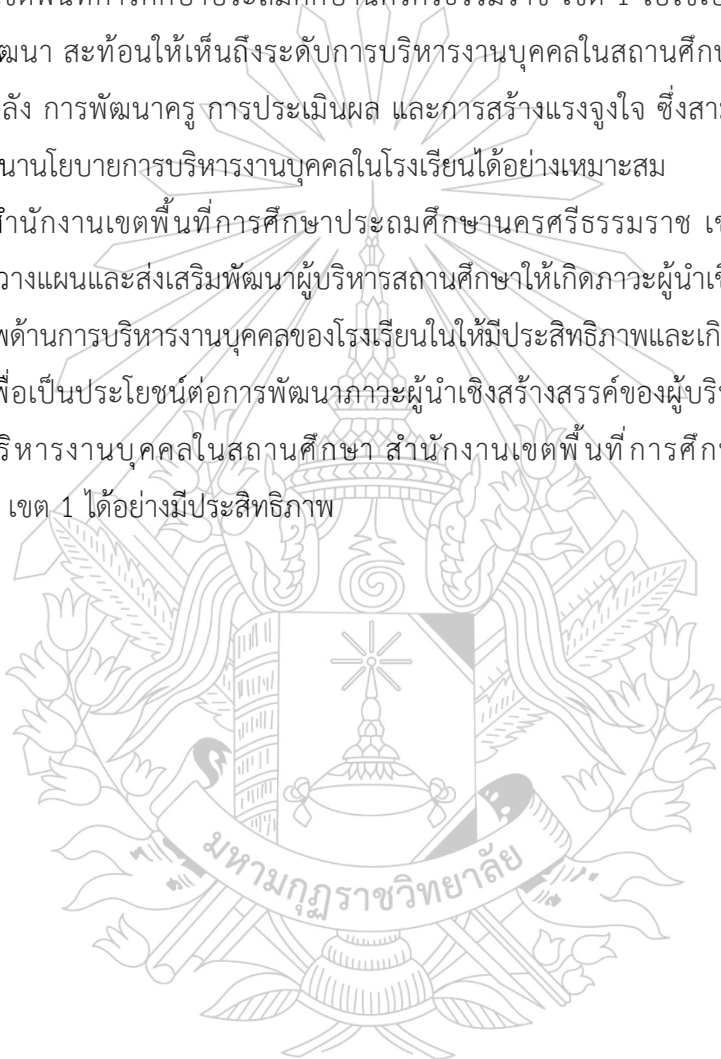 สะท้อนให้เห็นถึงระดับการบริหารงานบุคคลในสถานศึกษ
การพัฒนาครู การประเมินผล และการสร้างแรงจูงใจ
นโยบายการบริหารงานบุคคลในโรงเรียนได้อย่างเหมาะสม
สำนักงานเขตพื้นที่การศึกษาประถมศึกษานครศรีธรรมราช เข
วางแผนและส่งเสริมพัฒนาผู้บริหารสถานศึกษาให้เกิดภาวะผู้นำเชิ
ด้านการบริหารงานบุคคลของโรงเรียนในให้มีประสิทธิภาพและเกิ
พื่อเป็นประโยชน์ต่อการพัฒนาภาวะผู้นำเชิงสร้างสรรค์ของผู้บริ
ริหารงานบุคคลในสถานศึกษา สำนักงานเขตพื้นที่การศึก
เขต 1 ได้อย่างมีประสิทธิภาพ
มหามกุฏราชวิทยาลัย